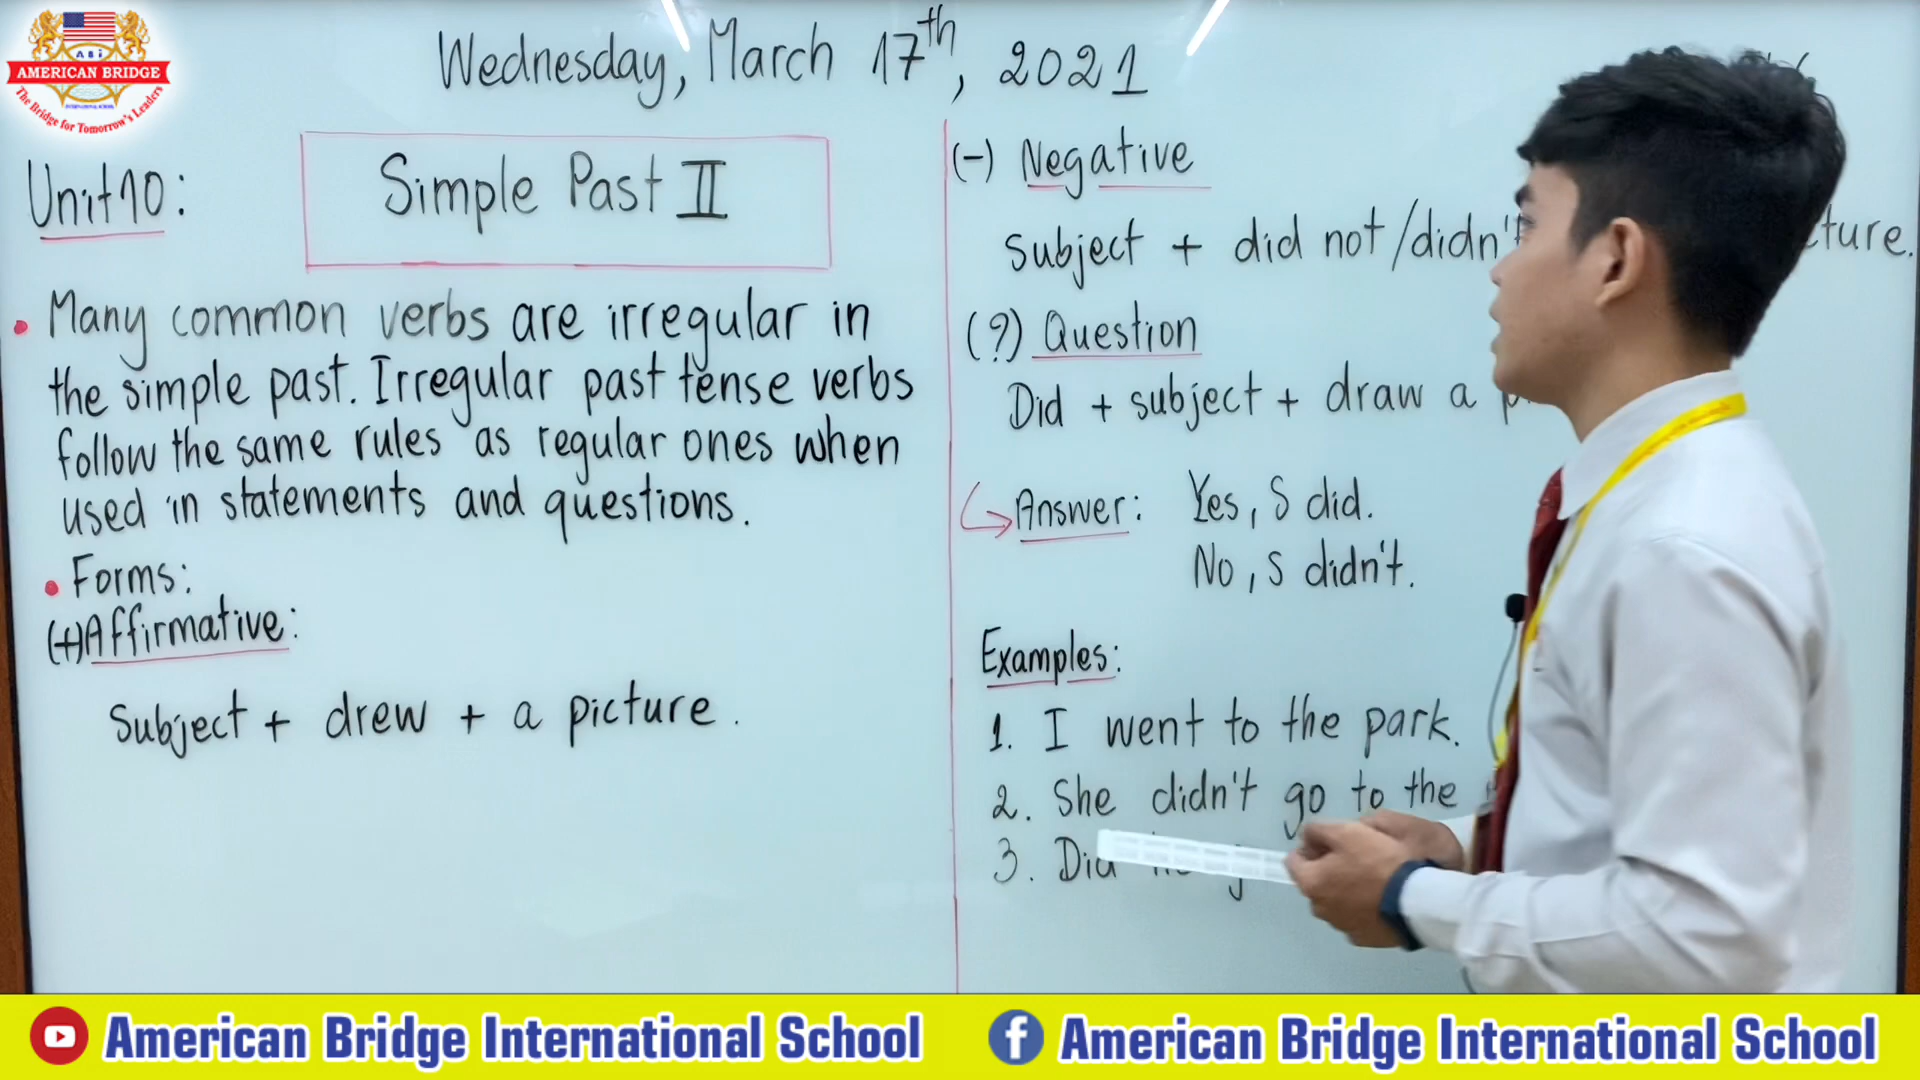 ABi
AMERICAN BRIDGE
INTERNATIONAL SCHOOL
The Bridge for Tomorrow's Leaders
Wednesday, March 17th, 2021
Unit 10:
Simple Past II
• Many common verbs are irregular in
the simple past. Irregular past tense verbs
follow the same rules as regular ones when
used in statements and questions.
• Forms:
(+) Affirmative:
Subject + drew + a picture.
(-) Negative
Subject + did not/didn't
(?) Question
Did + subject + draw a
Answer: Yes, S did.
No, S didn't.
Examples:
1. I went to the park.
2. She didn't go to the
3. Did
American Bridge International School
American Bridge International School